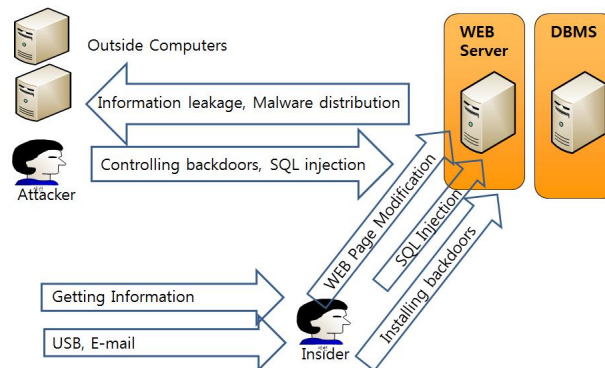 Outside Computers
WEB
Server
DBMS
Information leakage, Malware distribution
Controlling backdoors, SQL injection
Attacker
WEB Page Modification
SQL Injection
Installing backdoors
Getting Information
USB, E-mail
Insider